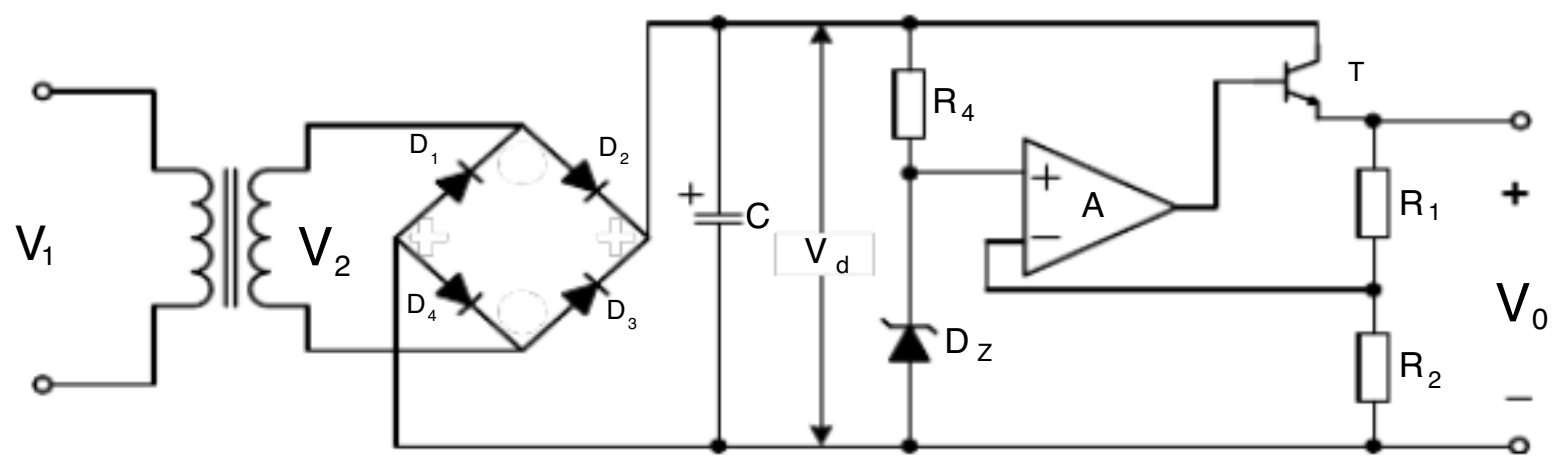 V1
V2
D1
D2
D4
D3
+
C
Vd
R4
DZ
+
A
−
T
R1
R2
+
V0
−